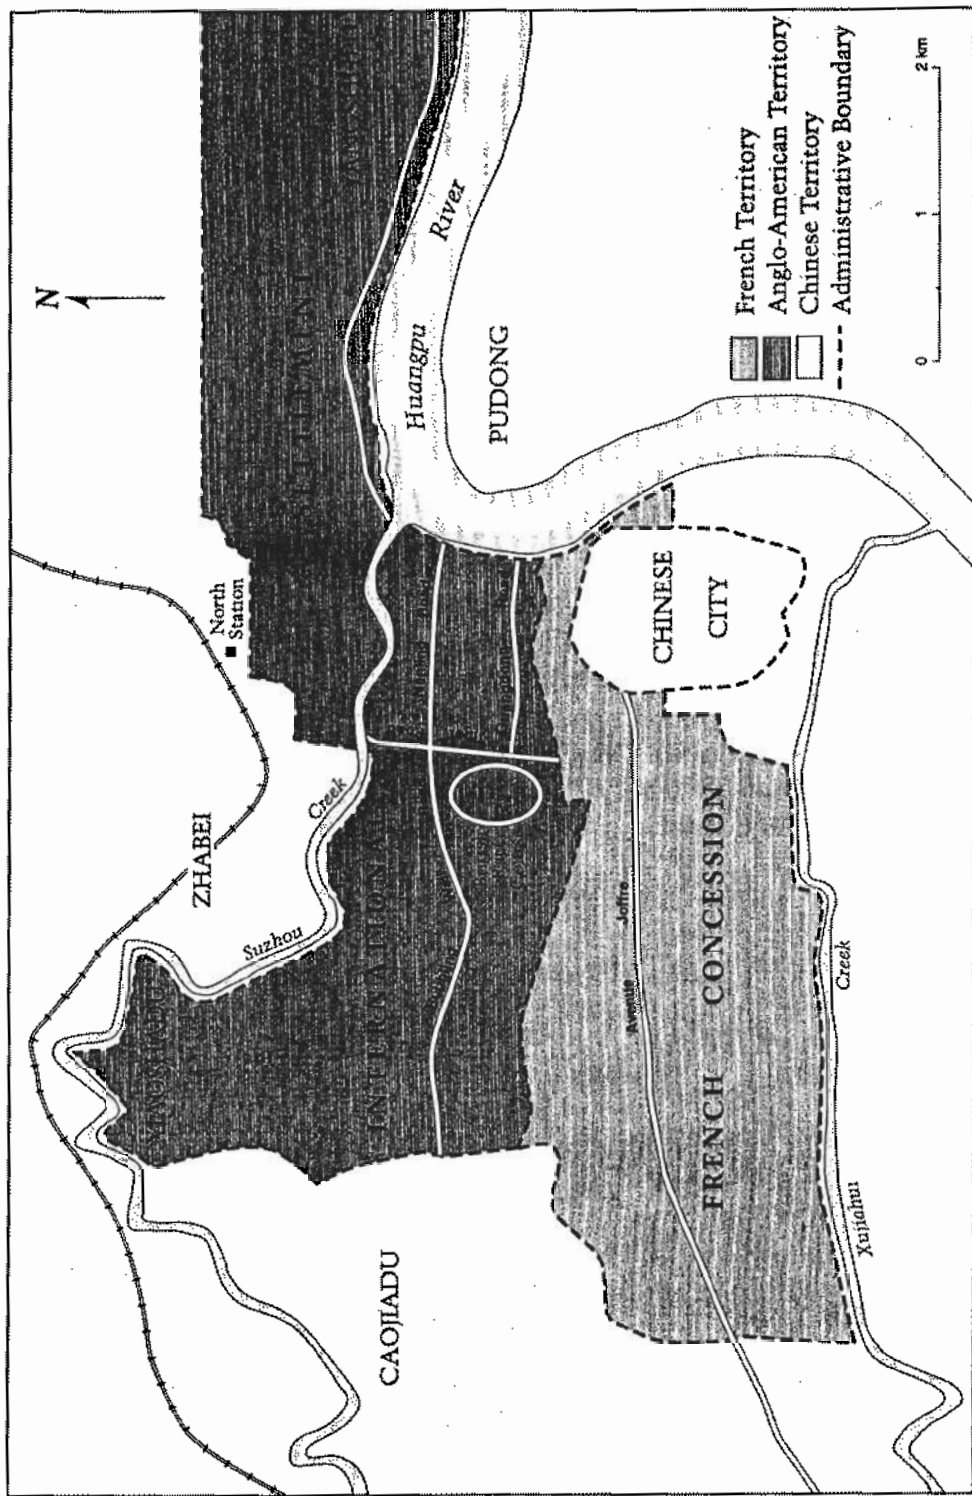 N
North
Station
ZHABEI
Suzhou
Creek
CAOJIADU
INTERNATIONAL
SETTLEMENT
Huangpu
River
PUDONG
CHINESE
CITY
Avenue Joffre
FRENCH CONCESSION
Xujiahui
Creek
French Territory
Anglo-American Territory
Chinese Territory
Administrative Boundary
0 1 2 km